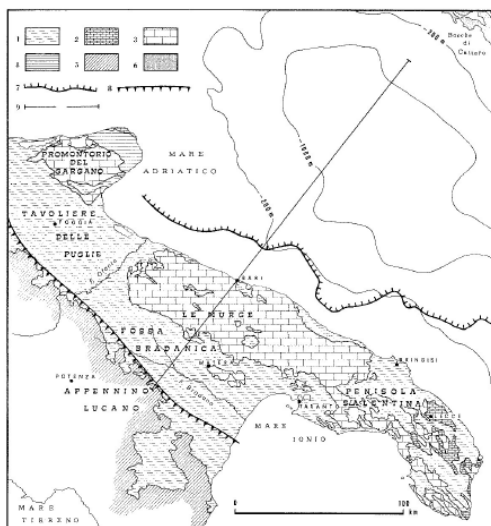 1
2
3
4
5
6
7
8
9
-200 m
Bocche
di
Cattaro
-1000 m
-200 m
PROMONTORIO
DEL
GARGANO
MARE
ADRIATICO
TAVOLIERE
FOGGIA
DELLE
PUGLIE
F. Ofanto
BARI
LE MURGE
FOSSA
BRADANICA
POTENZA
APPENNINO
LUCANO
BRINDISI
PENISOLA
SALENTINA
TARANTO
LECCE
MARE
IONIO
MARE
TIRRENO
0
100
km